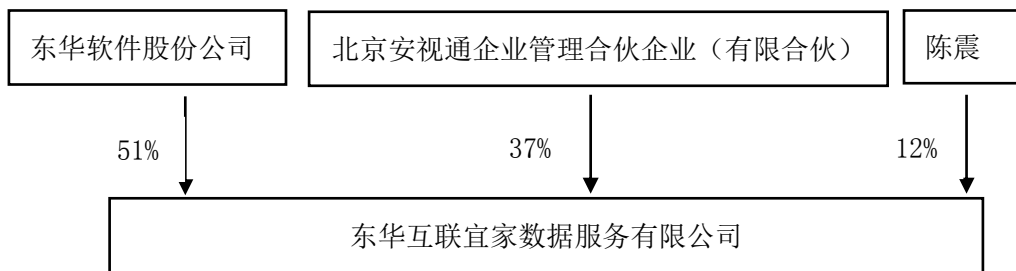 东华软件股份公司
北京安视通企业管理合伙企业（有限合伙）
陈震
51%
37%
12%
东华互联宜家数据服务有限公司